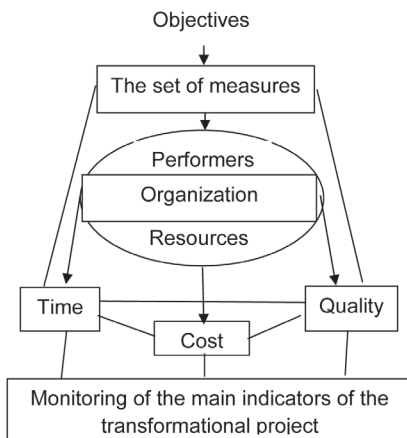 Objectives
The set of measures
Performers
Organization
Resources
Time
Quality
Cost
Monitoring of the main indicators of the
transformational project